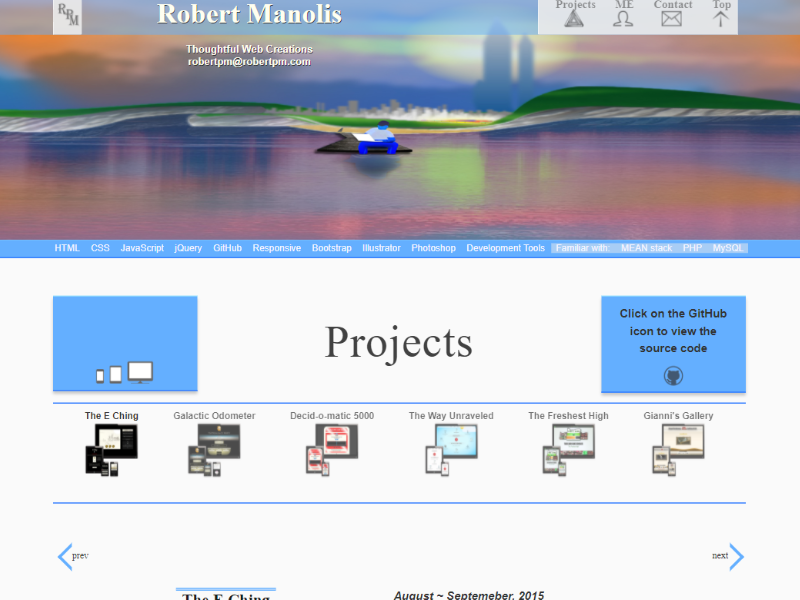 RPM
Robert Manolis
Projects ME Contact Top
Thoughtful Web Creations
robertpm@robertpm.com
HTML CSS JavaScript jQuery GitHub Responsive Bootstrap Illustrator Photoshop Development Tools Familiar with: MEAN stack PHP MySQL
Projects
Click on the GitHub
icon to view the
source code
The E Ching Galactic Odometer Decid-o-matic 5000 The Way Unraveled The Freshest High Gianni's Gallery
prev next
The E Ching August ~ Septemeber, 2015